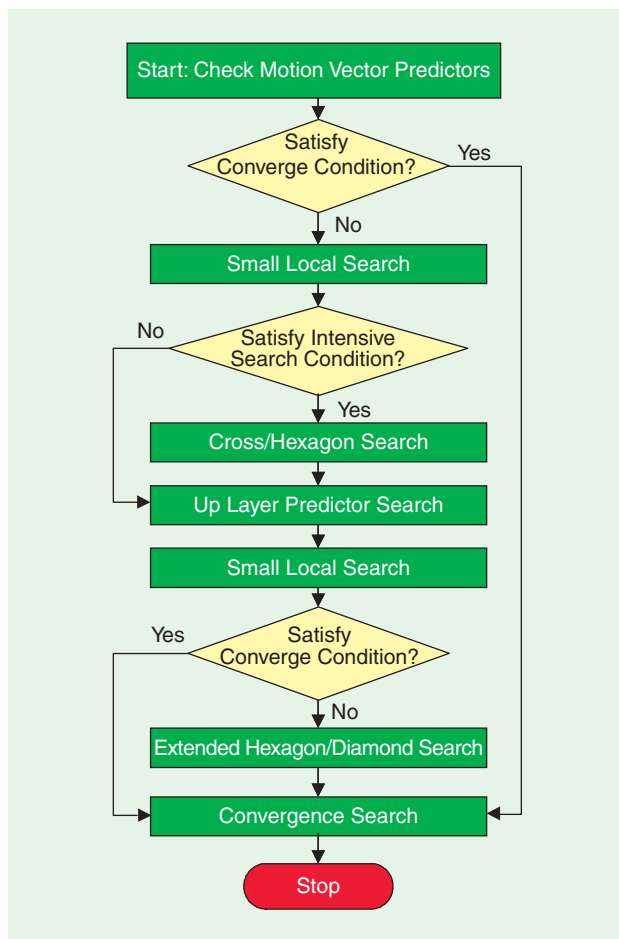 Start: Check Motion Vector Predictors
Satisfy
Converge Condition?
Yes
No
Small Local Search
No
Satisfy Intensive
Search Condition?
Yes
Cross/Hexagon Search
Up Layer Predictor Search
Small Local Search
Yes
Satisfy
Converge Condition?
No
Extended Hexagon/Diamond Search
Convergence Search
Stop